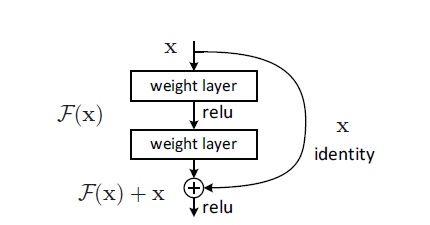 x
weight layer
relu
F(x)
x
weight layer
identity
F(x) + x
relu